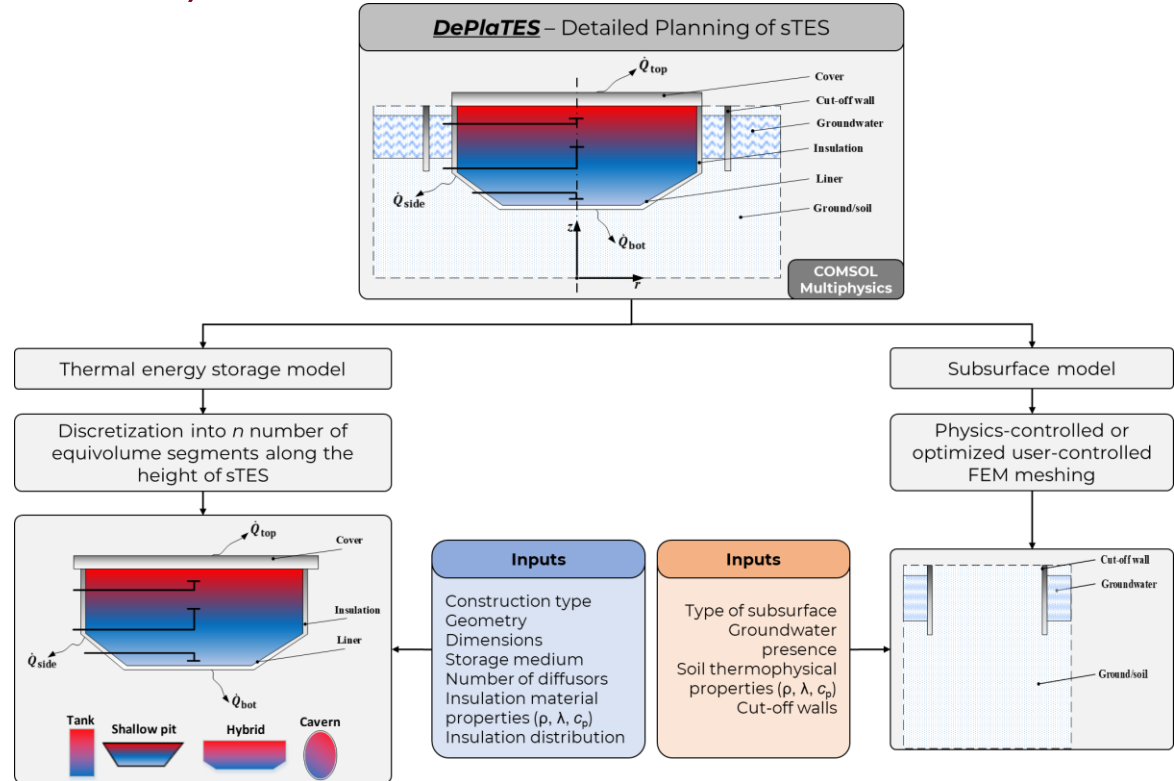 DePlaTES – Detailed Planning of sTES
Q̇top
Cover
Cut-off wall
Groundwater
Insulation
Liner
Q̇side
Ground/soil
z
Q̇bot
r
COMSOL
Multiphysics
Thermal energy storage model
Subsurface model
Discretization into n number of
equivolume segments along the
height of sTES
Physics-controlled or
optimized user-controlled
FEM meshing
Q̇top
Cover
Insulation
Liner
Q̇side
Q̇bot
Tank
Shallow pit
Hybrid
Cavern
Inputs
Construction type
Geometry
Dimensions
Storage medium
Number of diffusors
Insulation material
properties (ρ, λ, cp)
Insulation distribution
Inputs
Type of subsurface
Groundwater
presence
Soil thermophysical
properties (ρ, λ, cp)
Cut-off walls
Cut-off wall
Groundwater
Ground/soil